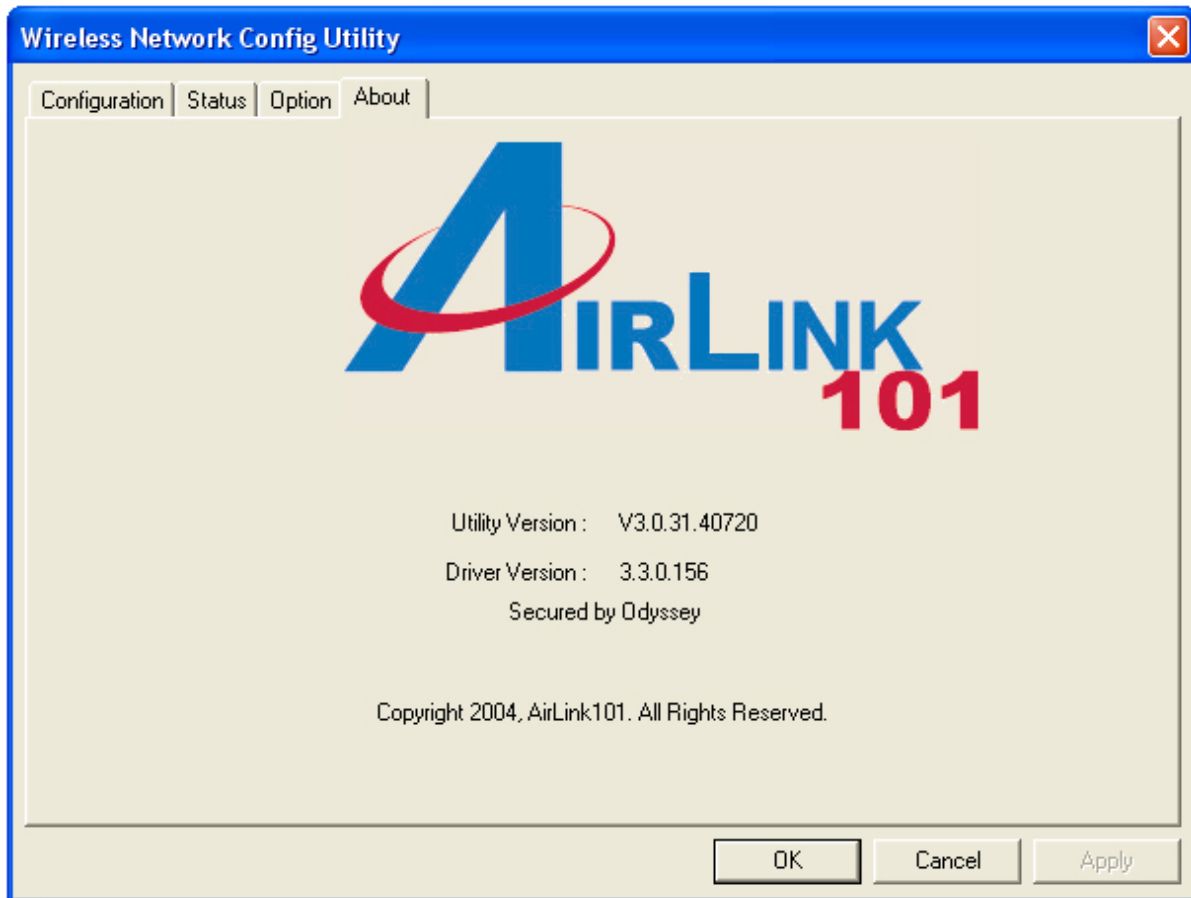 Wireless Network Config Utility
Configuration Status Option About
AIRLINK
101
Utility Version : V3.0.31.40720
Driver Version : 3.3.0.156
Secured by Odyssey
Copyright 2004, AirLink101. All Rights Reserved.
OK Cancel Apply